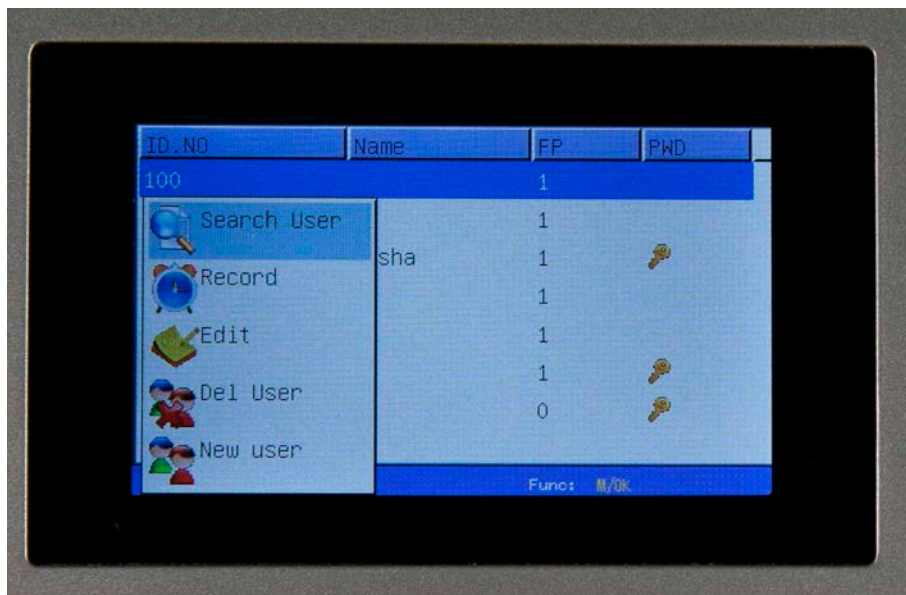 ID.NO Name FP PWD
100 1
Search User 1
sha 1
Record 1
Edit 1
Del User 1
0
New user
Func: M/Ok